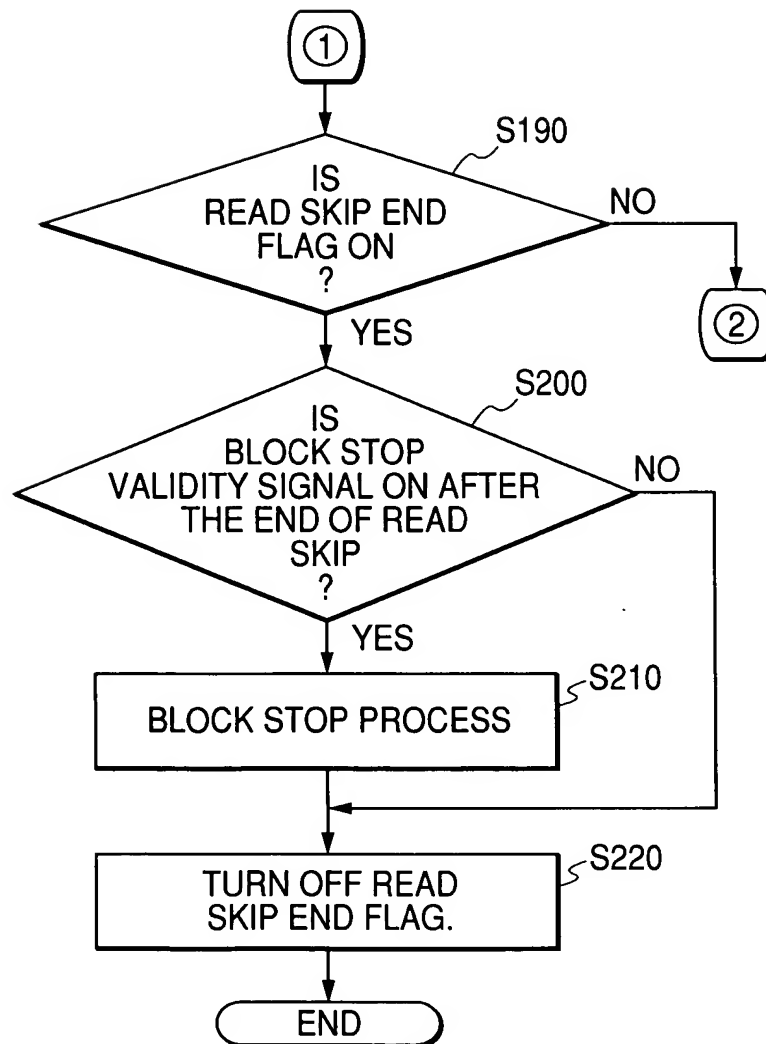 ①
S190
IS
READ SKIP END
FLAG ON
?
NO
②
YES
S200
IS
BLOCK STOP
VALIDITY SIGNAL ON AFTER
THE END OF READ
SKIP
?
NO
YES
S210
BLOCK STOP PROCESS
S220
TURN OFF READ
SKIP END FLAG.
END